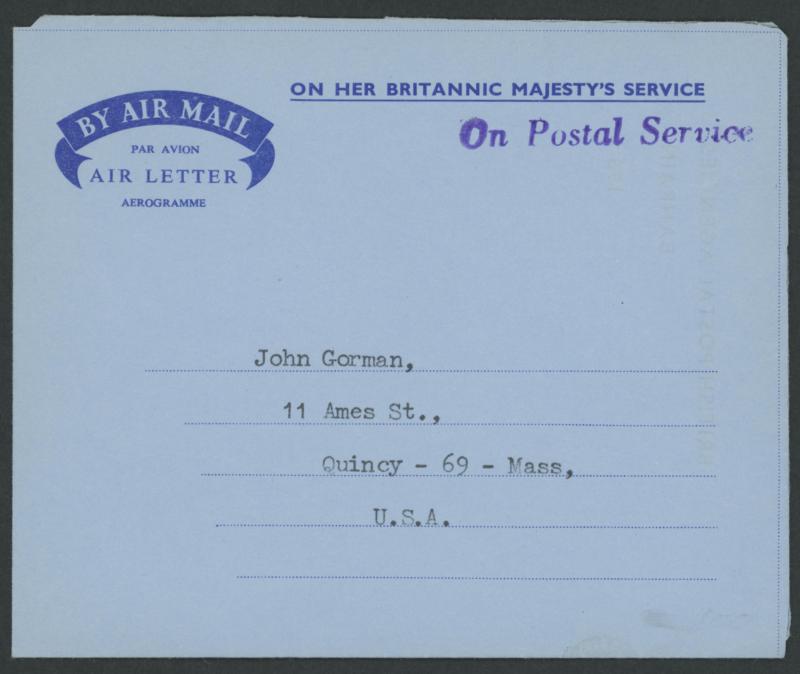 ON HER BRITANNIC MAJESTY'S SERVICE
On Postal Service
BY AIR MAIL
PAR AVION
AIR LETTER
AEROGRAMME
John Gorman,
11 Ames St.,
Quincy - 69 - Mass,
U.S.A.